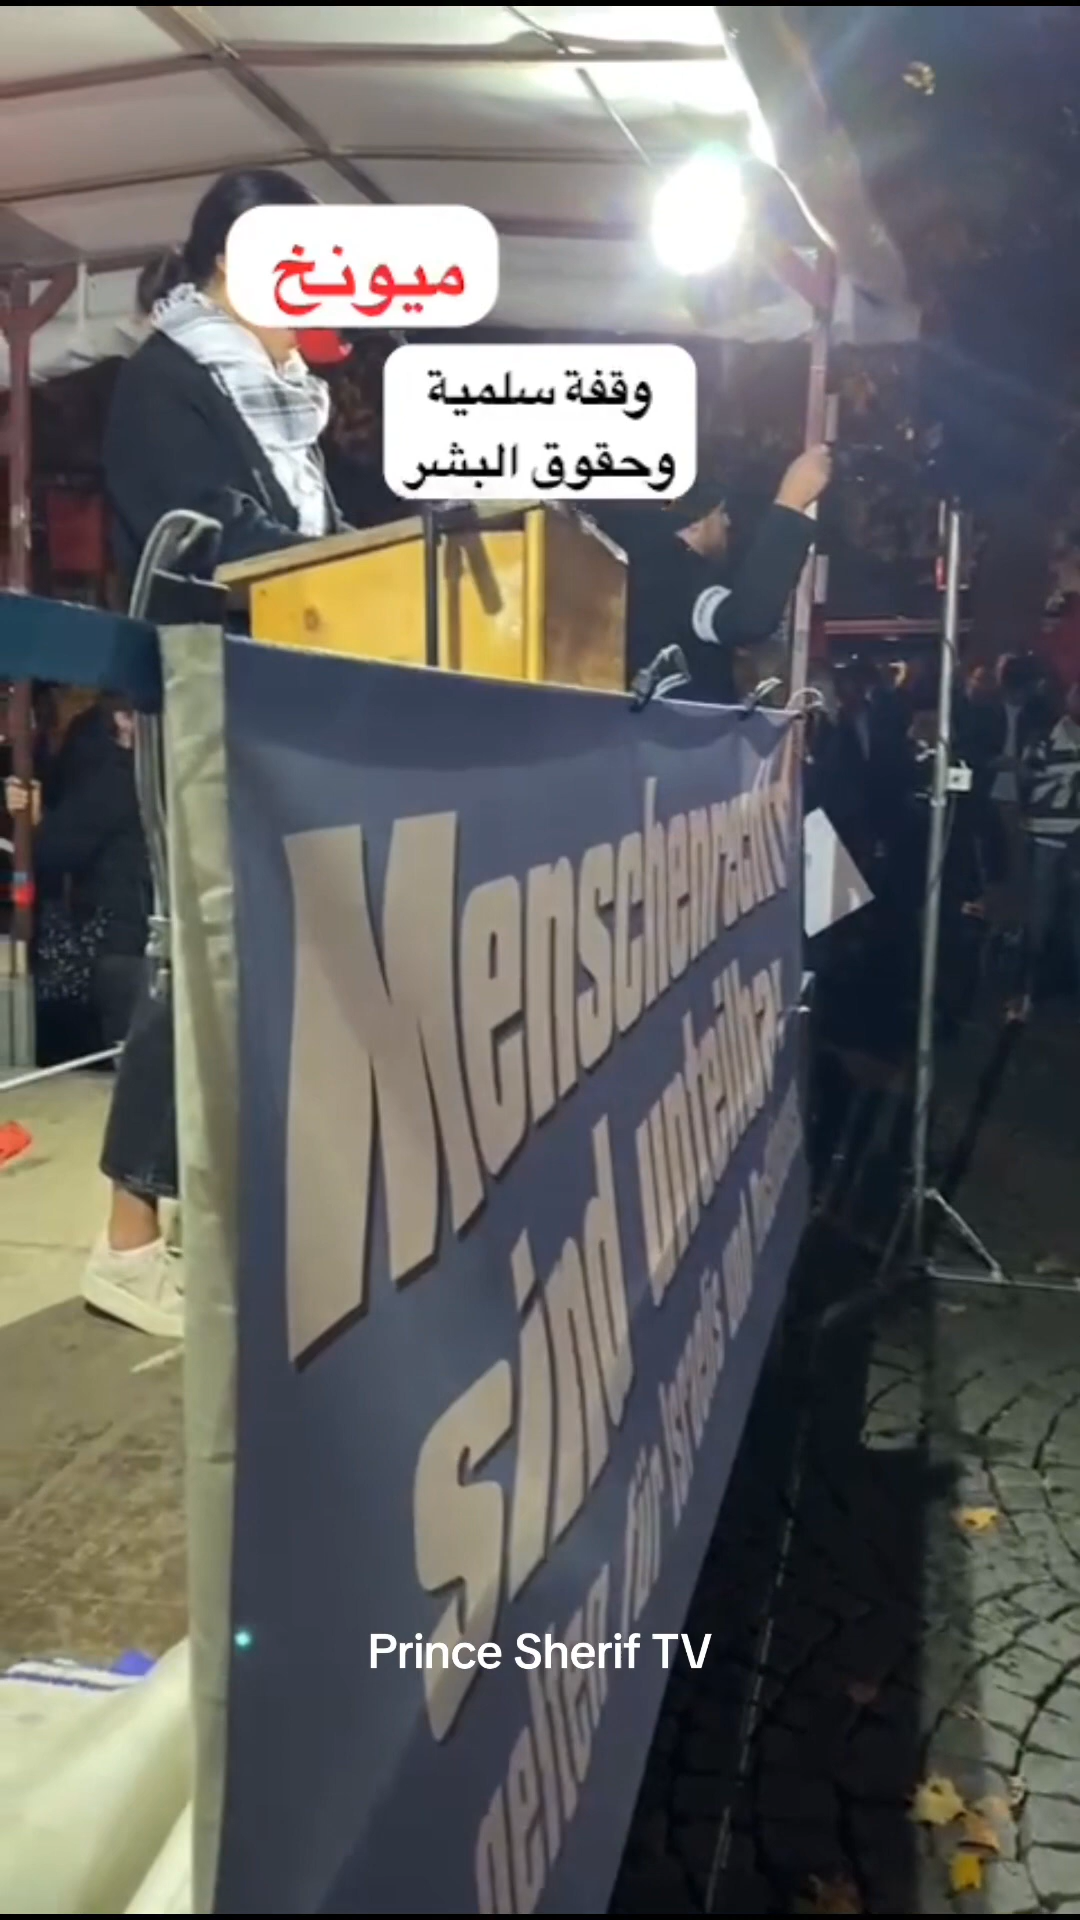 ميونخ
وقفة سلمية
وحقوق البشر
Menschenrechte
sind unteilbar
gelten für Israelis und
Prince Sherif TV